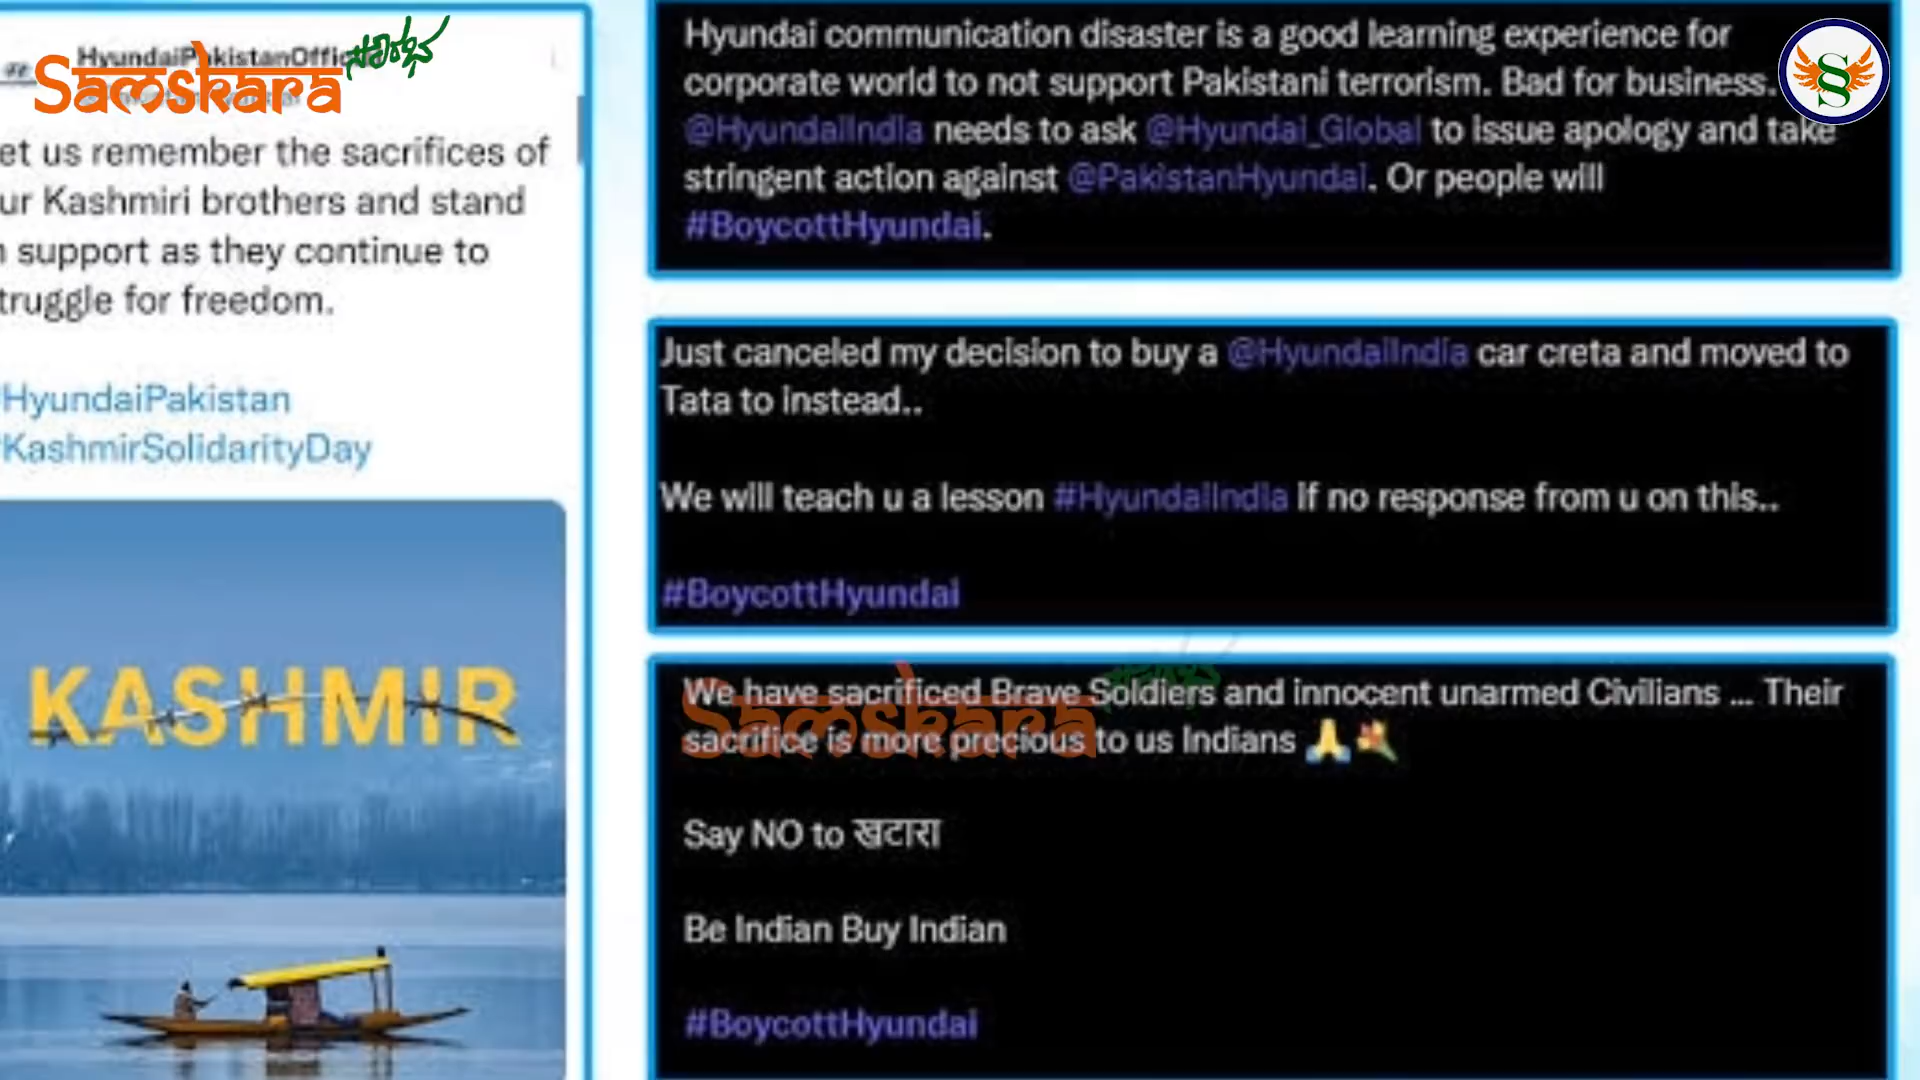 HyundaiPakistanOffic
Samskara
et us remember the sacrifices of
ur Kashmiri brothers and stand
n support as they continue to
truggle for freedom.
#HyundaiPakistan
#KashmirSolidarityDay
KASHMIR
Hyundai communication disaster is a good learning experience for
corporate world to not support Pakistani terrorism. Bad for business.
@HyundaiIndia needs to ask @Hyundai_Global to issue apology and take
stringent action against @PakistanHyundai. Or people will
#BoycottHyundai.
S
Just canceled my decision to buy a @HyundaiIndia car creta and moved to
Tata to instead..
We will teach u a lesson #HyundaiIndia if no response from u on this..
#BoycottHyundai
We have sacrificed Brave Soldiers and innocent unarmed Civilians ... Their
sacrifice is more precious to us Indians 🙏💐
Samskara
Say NO to खटारा
Be Indian Buy Indian
#BoycottHyundai